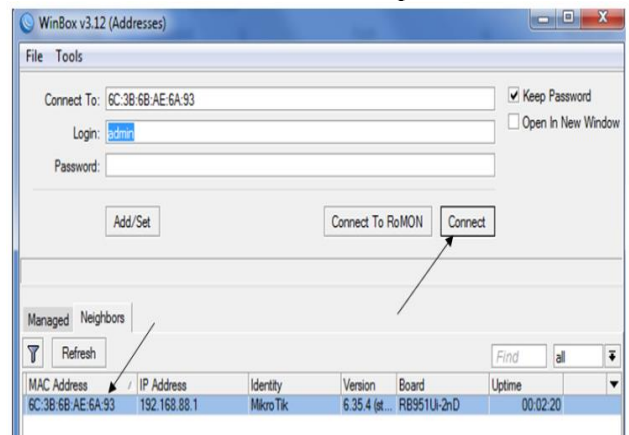 WinBox v3.12 (Addresses)
File Tools
Connect To: 6C:3B:6B:AE:6A:93
Keep Password
Login: admin
Open In New Window
Password:
Add/Set Connect To RoMON Connect
Managed Neighbors
Refresh Find all
MAC Address / IP Address Identity Version Board Uptime
6C:3B:6B:AE:6A:93 192.168.88.1 MikroTik 6.35.4 (st... RB951Ui-2nD 00:02:20